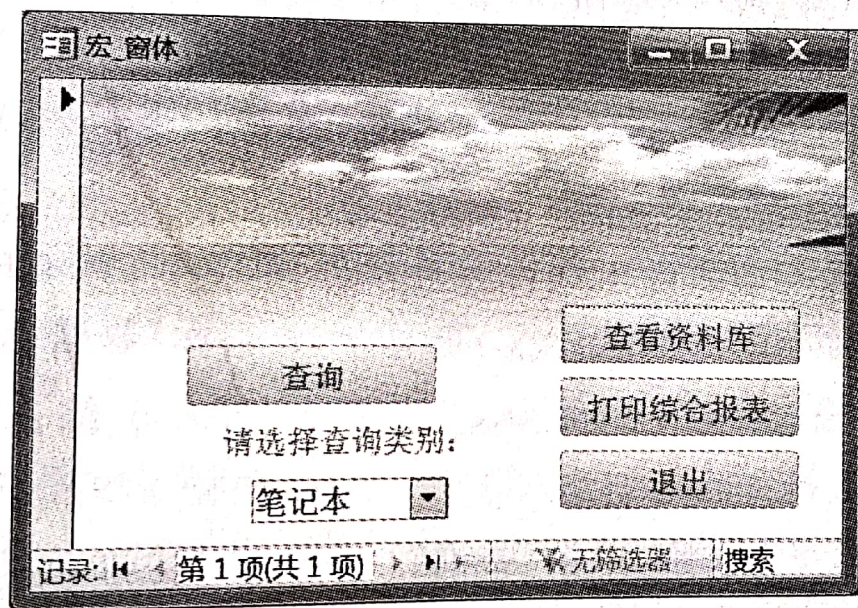 宏_窗体
查看资料库
查询
打印综合报表
请选择查询类别：
退出
笔记本
记录: 第 1 项(共 1 项) 无筛选器 搜索